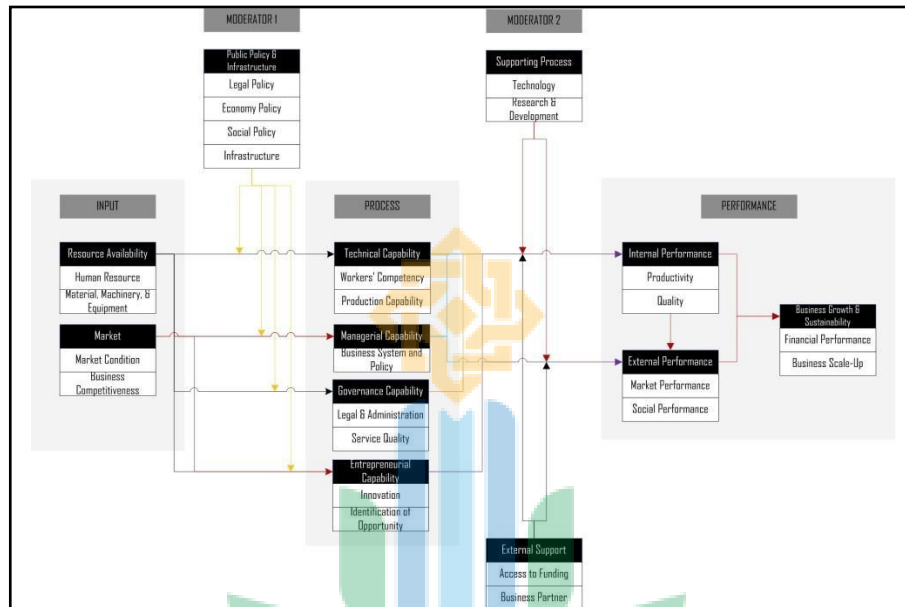 MODERATOR 1
MODERATOR 2
Public Policy &
Infrastructure
Legal Policy
Economy Policy
Social Policy
Infrastructure
Supporting Process
Technology
Research &
Development
INPUT
Resource Availability
Human Resource
Material, Machinery, &
Equipment
Market
Market Condition
Business
Competitiveness
PROCESS
Technical Capability
Workers' Competency
Production Capability
Managerial Capability
Business System and
Policy
Governance Capability
Legal & Administration
Service Quality
Entrepreneurial
Capability
Innovation
Identification of
Opportunity
PERFORMANCE
Internal Performance
Productivity
Quality
External Performance
Market Performance
Social Performance
Business Growth &
Sustainability
Financial Performance
Business Scale-Up
External Support
Access to Funding
Business Partner